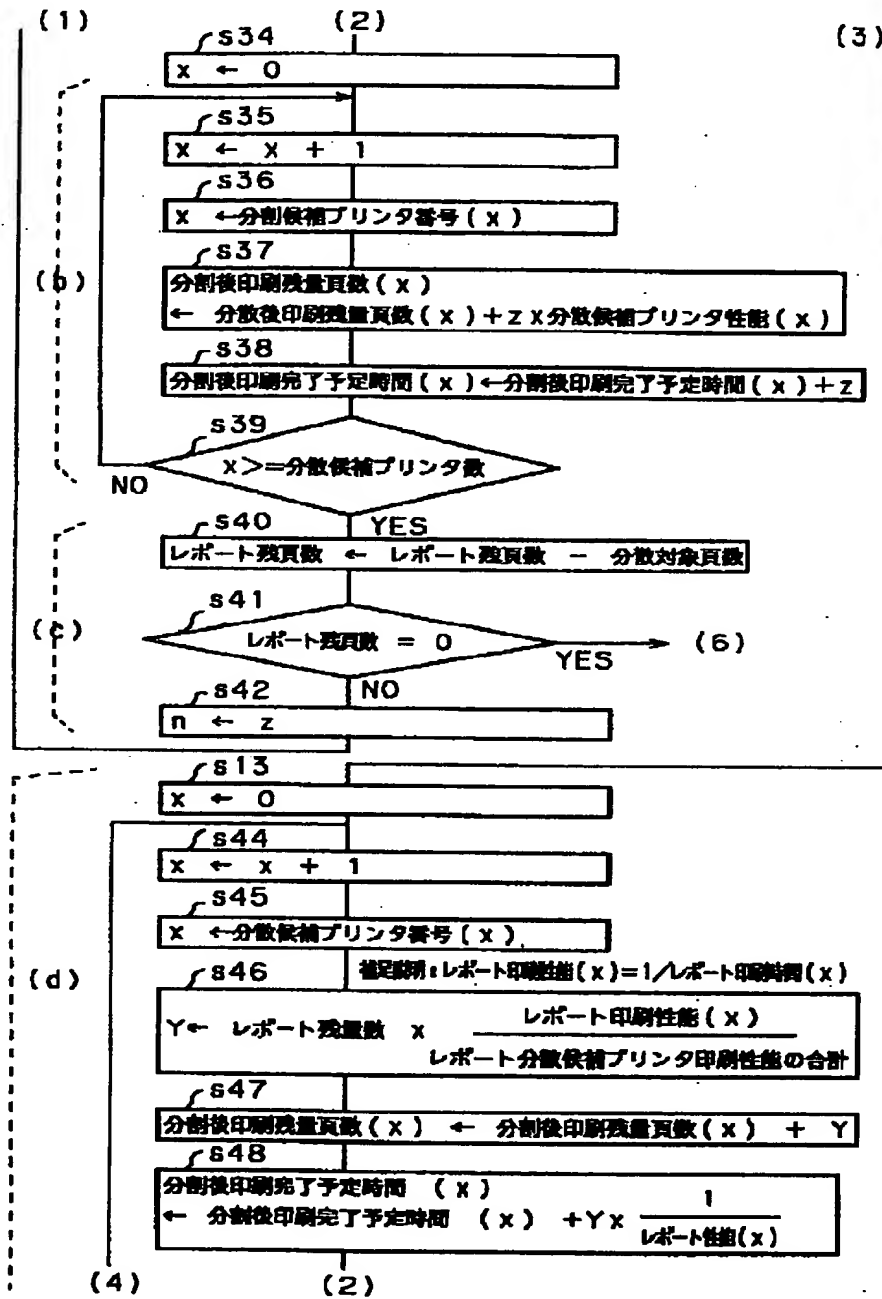 (1) (2) (3)
s34
x ← 0
s35
x ← x + 1
s36
x ←分割候補プリンタ番号(x)
s37
(b)
分割後印刷残量頁数(x)
← 分散後印刷残量頁数(x)+z x分散候補プリンタ性能(x)
s38
分割後印刷完了予定時間(x)←分割後印刷完了予定時間(x)+z
s39
x>=分散候補プリンタ数
NO
YES
s40
レポート残頁数 ← レポート残頁数 - 分散対象頁数
s41
(c)
レポート残頁数 = 0
YES
(6)
NO
s42
n ← z
s13
x ← 0
s44
x ← x + 1
s45
x ←分散候補プリンタ番号(x)
補足説明:レポート印刷性能(x)=1/レポート印刷時間(x)
(d)
s46
Y← レポート残量数 x レポート印刷性能(x)
レポート分散候補プリンタ印刷性能の合計
s47
分割後印刷残量頁数(x) ← 分割後印刷残量頁数(x) + Y
s48
分割後印刷完了予定時間 (x)
← 分割後印刷完了予定時間 (x) +Yx 1
レポート性能(x)
(4) (2)